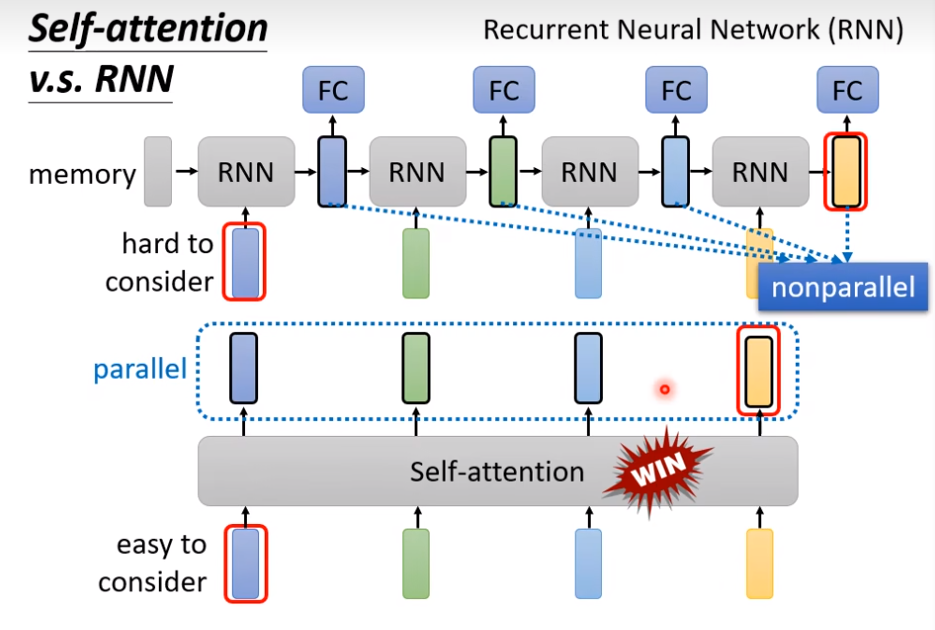 Self-attention
v.s. RNN
Recurrent Neural Network (RNN)
FC FC FC FC
memory RNN RNN RNN RNN
hard to
consider
nonparallel
parallel
Self-attention WIN
easy to
consider